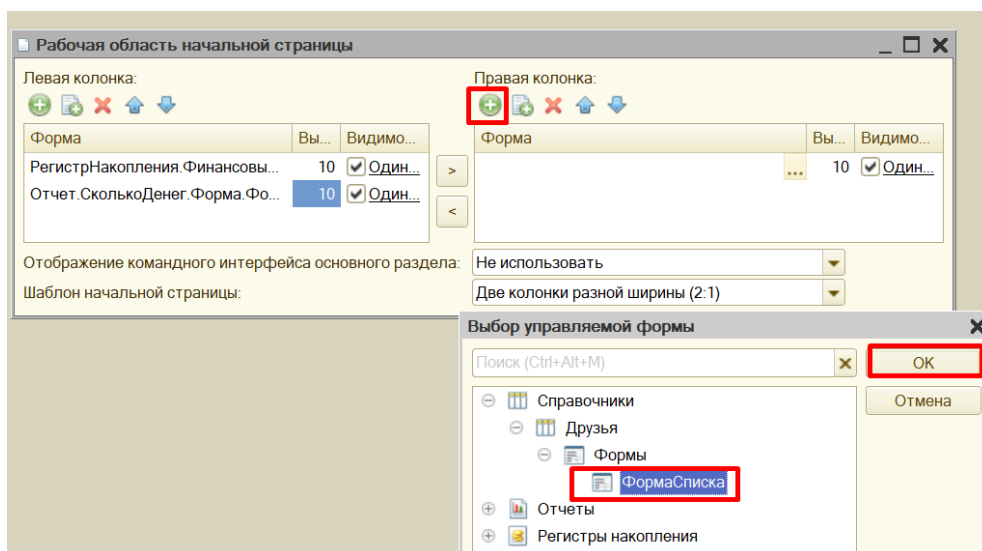 Рабочая область начальной страницы
Левая колонка:
Правая колонка:
Форма Вы... Видимо...
РегистрНакопления.Финансовы... 10 Один...
Отчет.СколькоДенег.Форма.Фо... 10 Один...
>
<
Форма Вы... Видимо...
... 10 Один...
Отображение командного интерфейса основного раздела: Не использовать
Шаблон начальной страницы: Две колонки разной ширины (2:1)
Выбор управляемой формы
Поиск (Ctrl+Alt+M)
OK
Отмена
Справочники
Друзья
Формы
ФормаСписка
Отчеты
Регистры накопления